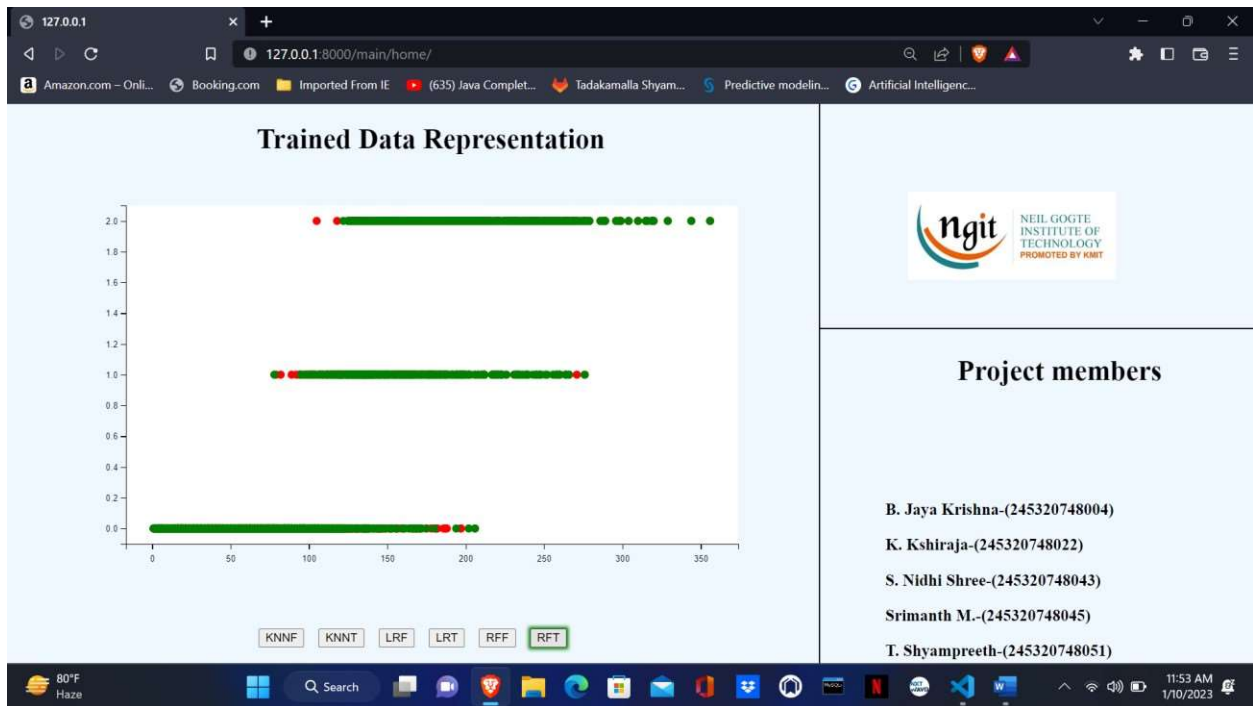 127.0.0.1
127.0.0.1:8000/main/home/
Amazon.com – Onli...
Booking.com
Imported From IE
(635) Java Complet...
Tadakamalla Shyam...
Predictive modelin...
Artificial Intelligenc...
Trained Data Representation
2.0
1.8
1.6
1.4
1.2
1.0
0.8
0.6
0.4
0.2
0.0
0 50 100 150 200 250 300 350
KNNF KNNT LRF LRT RFF RFT
ngit
NEIL GOGTE
INSTITUTE OF
TECHNOLOGY
PROMOTED BY KMIT
Project members
B. Jaya Krishna-(245320748004)
K. Kshiraja-(245320748022)
S. Nidhi Shree-(245320748043)
Srimanth M.-(245320748045)
T. Shyampreeth-(245320748051)
80°F
Haze
Search
11:53 AM
1/10/2023